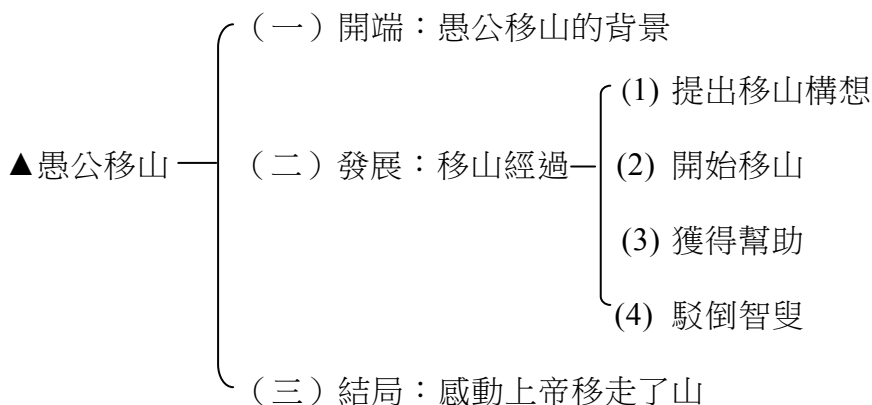 （一）開端：愚公移山的背景
(1) 提出移山構想
▲愚公移山
（二）發展：移山經過
(2) 開始移山
(3) 獲得幫助
(4) 駁倒智叟
（三）結局：感動上帝移走了山